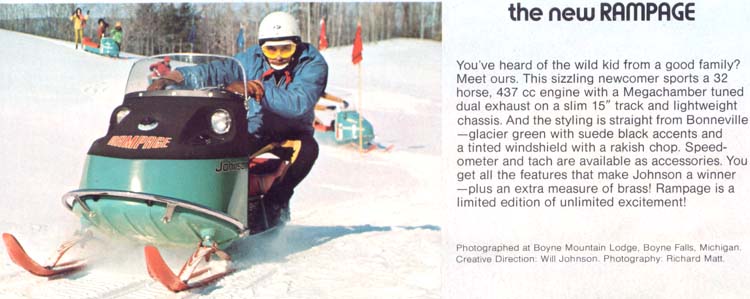 the new RAMPAGE
RAMPAGE
Johnson
You've heard of the wild kid from a good family?
Meet ours. This sizzling newcomer sports a 32
horse, 437 cc engine with a Megachamber tuned
dual exhaust on a slim 15" track and lightweight
chassis. And the styling is straight from Bonneville
—glacier green with suede black accents and
a tinted windshield with a rakish chop. Speed-
ometer and tach are available as accessories. You
get all the features that make Johnson a winner
—plus an extra measure of brass! Rampage is a
limited edition of unlimited excitement!
Photographed at Boyne Mountain Lodge, Boyne Falls, Michigan.
Creative Direction: Will Johnson. Photography: Richard Matt.